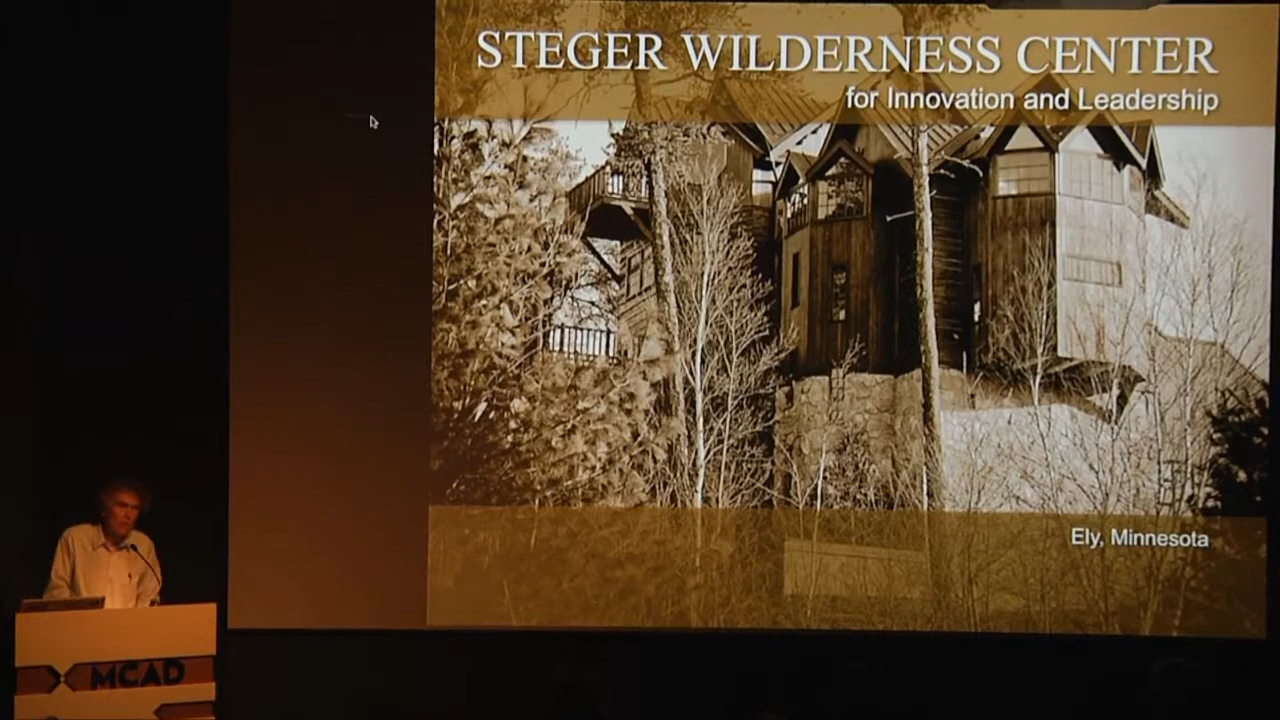 STEGER WILDERNESS CENTER
for Innovation and Leadership
Ely, Minnesota
MCAD